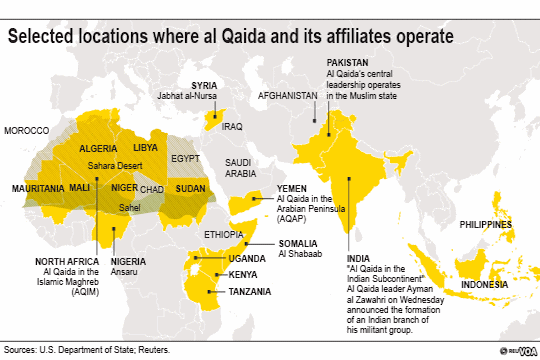 Selected locations where al Qaida and its affiliates operate
PAKISTAN
Al Qaida's central
leadership operates
in the Muslim state
SYRIA
Jabhat al-Nursa
AFGHANISTAN
IRAQ
MOROCCO
ALGERIA
LIBYA
EGYPT
Sahara Desert
SAUDI
ARABIA
MAURITANIA
MALI
NIGER
CHAD
SUDAN
Sahel
YEMEN
Al Qaida in the
Arabian Peninsula
(AQAP)
ETHIOPIA
SOMALIA
Al Shabaab
PHILIPPINES
NORTH AFRICA
Al Qaida in the
Islamic Maghreb
(AQIM)
NIGERIA
Ansaru
UGANDA
KENYA
TANZANIA
INDIA
"Al Qaida in the
Indian Subcontinent"
Al Qaida leader Ayman
al Zawahri on Wednesday
announced the formation
of an Indian branch of
his militant group.
INDONESIA
Sources: U.S. Department of State; Reuters.
VOA